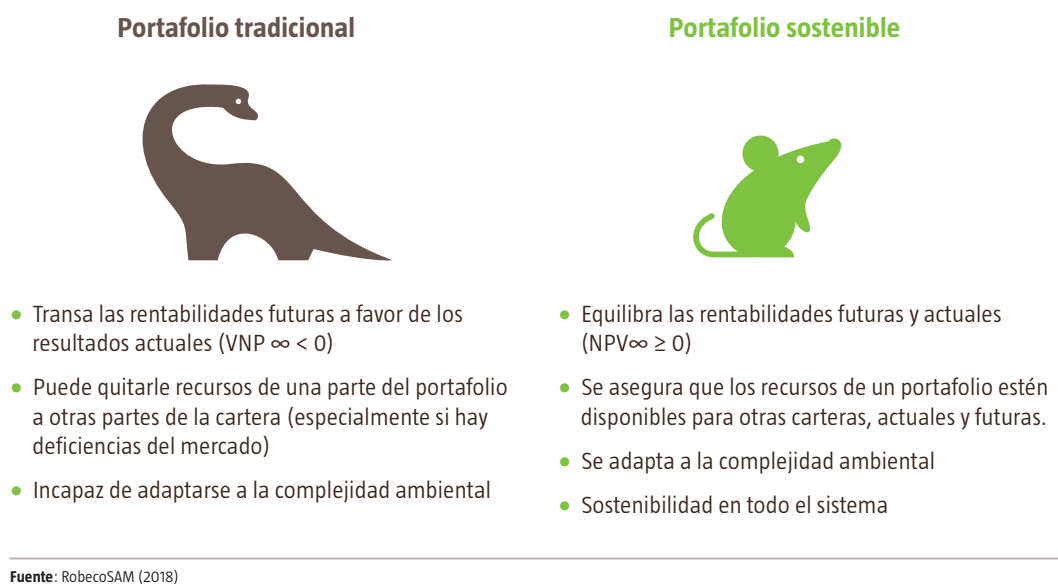 Portafolio tradicional
• Transa las rentabilidades futuras a favor de los
resultados actuales (VNP ∞ < 0)
• Puede quitarle recursos de una parte del portafolio
a otras partes de la cartera (especialmente si hay
deficiencias del mercado)
• Incapaz de adaptarse a la complejidad ambiental
Portafolio sostenible
• Equilibra las rentabilidades futuras y actuales
(NPV∞ ≥ 0)
• Se asegura que los recursos de un portafolio estén
disponibles para otras carteras, actuales y futuras.
• Se adapta a la complejidad ambiental
• Sostenibilidad en todo el sistema
Fuente: RobecoSAM (2018)